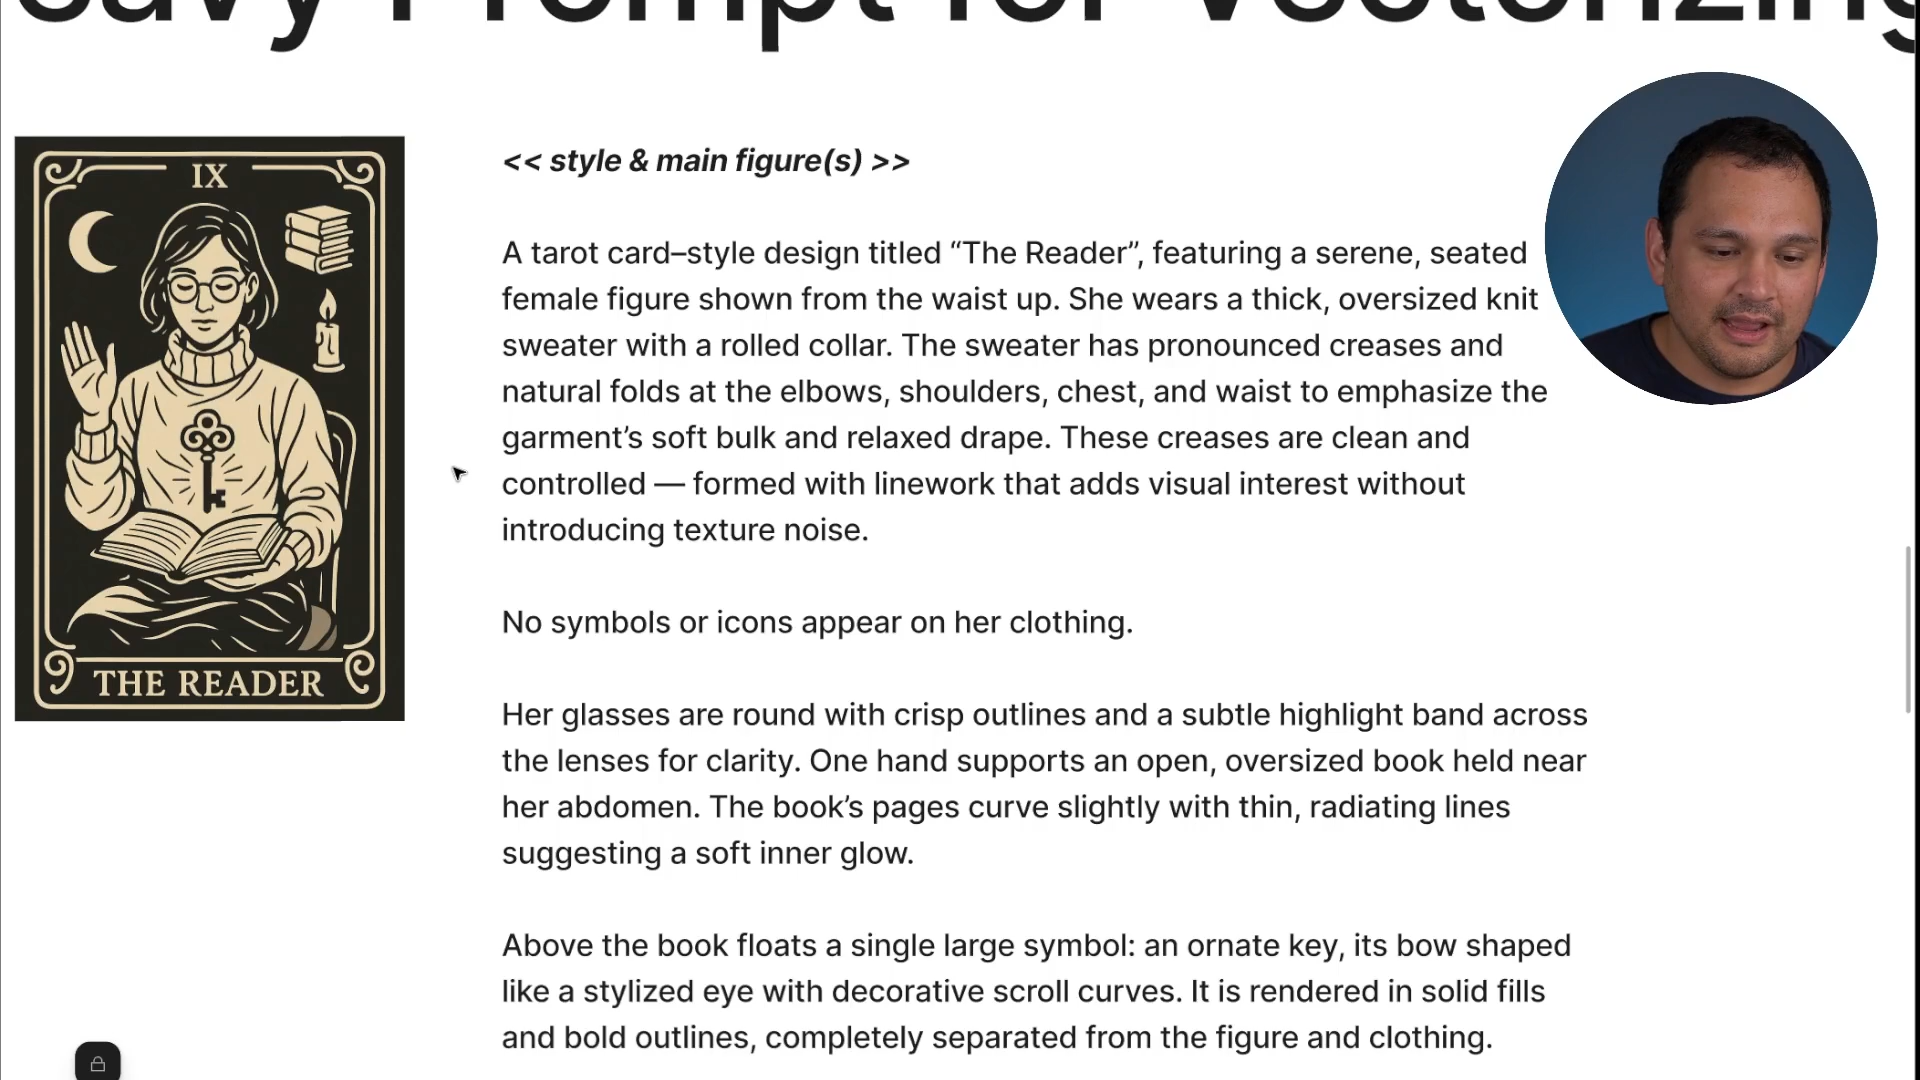 eavy Prompt for Vectorizing
IX
THE READER
<< style & main figure(s) >>
A tarot card–style design titled “The Reader”, featuring a serene, seated
female figure shown from the waist up. She wears a thick, oversized knit
sweater with a rolled collar. The sweater has pronounced creases and
natural folds at the elbows, shoulders, chest, and waist to emphasize the
garment’s soft bulk and relaxed drape. These creases are clean and
controlled — formed with linework that adds visual interest without
introducing texture noise.
No symbols or icons appear on her clothing.
Her glasses are round with crisp outlines and a subtle highlight band across
the lenses for clarity. One hand supports an open, oversized book held near
her abdomen. The book’s pages curve slightly with thin, radiating lines
suggesting a soft inner glow.
Above the book floats a single large symbol: an ornate key, its bow shaped
like a stylized eye with decorative scroll curves. It is rendered in solid fills
and bold outlines, completely separated from the figure and clothing.